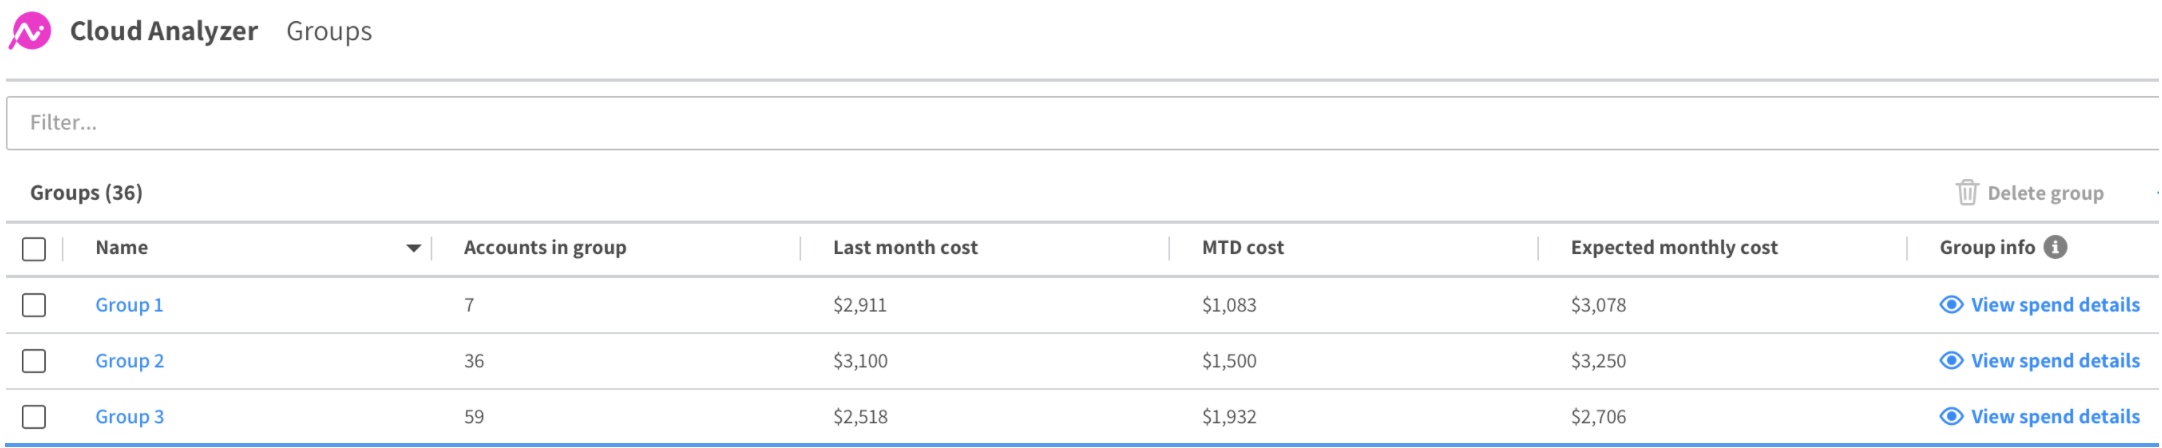 Cloud Analyzer Groups
Filter...
Groups (36) Delete group
Name Accounts in group Last month cost MTD cost Expected monthly cost Group info
Group 1 7 $2,911 $1,083 $3,078 View spend details
Group 2 36 $3,100 $1,500 $3,250 View spend details
Group 3 59 $2,518 $1,932 $2,706 View spend details